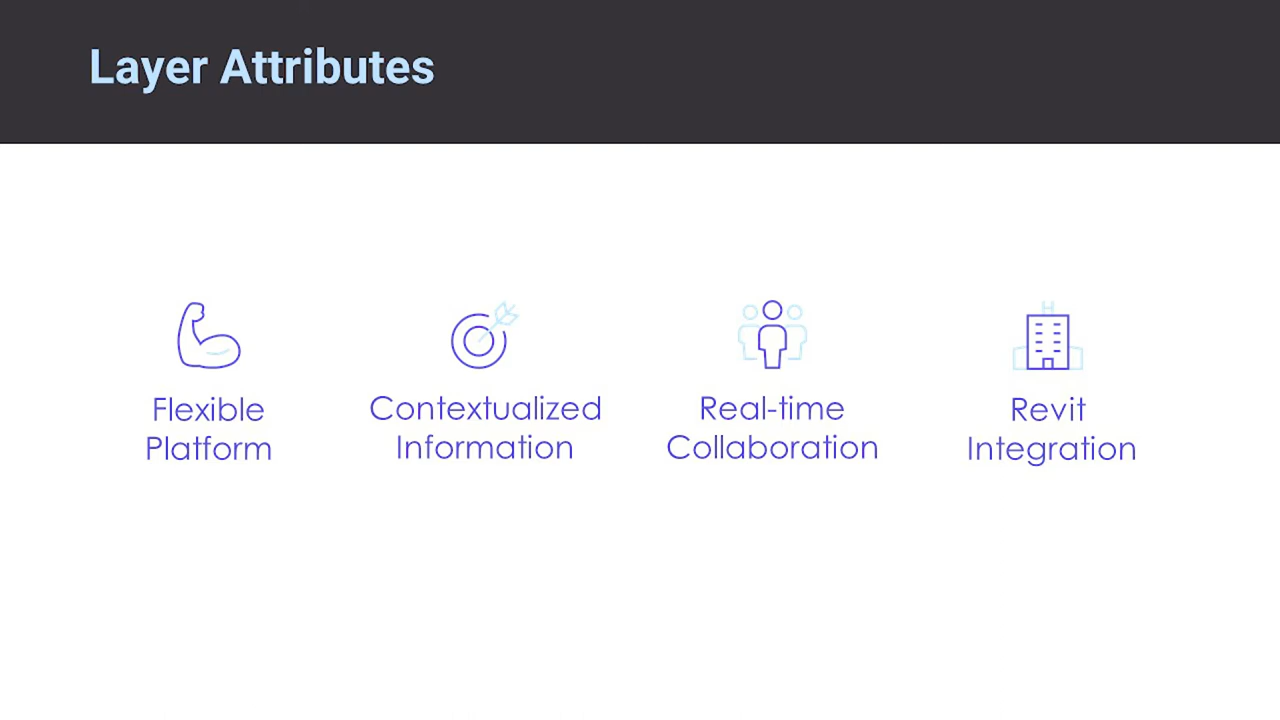 Layer Attributes
Flexible
Platform
Contextualized
Information
Real-time
Collaboration
H
Revit
Integration